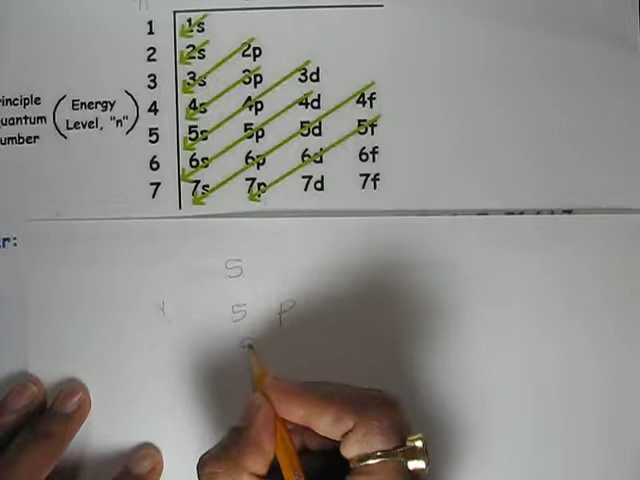 n
1 1s
2 2s 2p
3 3s 3p 3d
4 4s 4p 4d 4f
5 5s 5p 5d 5f
6 6s 6p 6d 6f
7 7s 7p 7d 7f
rinciple
uantum
umber
(Energy
Level, "n")
er:
S
S P